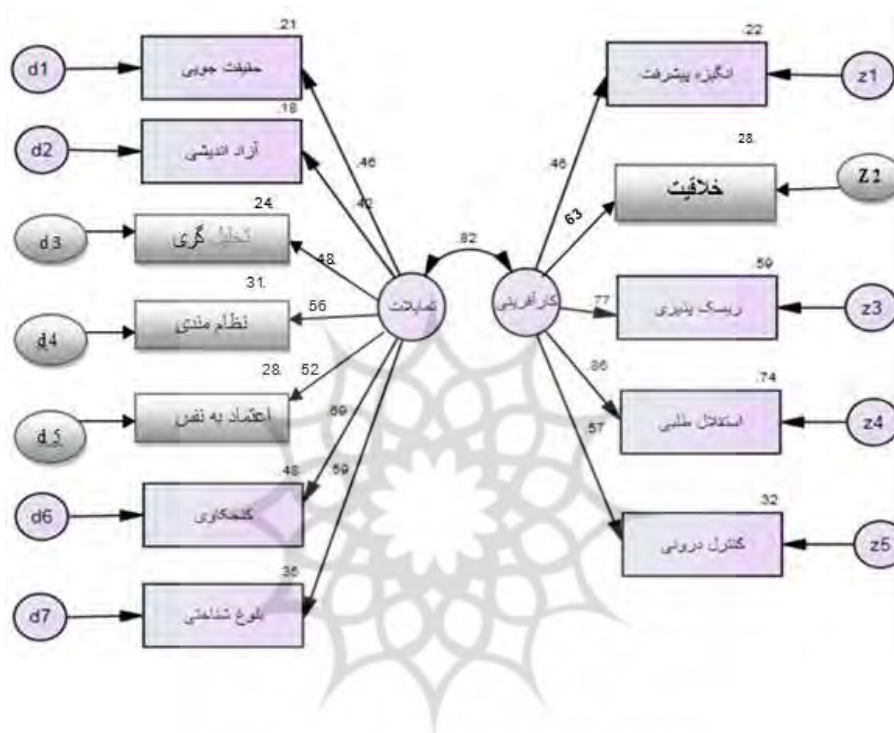 .21
.22
d1
حقیقت جویی
انگیزه پیشرفت
z1
.18
d2
آزاد اندیشی
.46
.46
28.
.42
خلاقیت
Z2
24.
d3
تحلیل گری
48.
.82
63
31.
.59
d4
نظام مندی
56
تمایلات
کارآفرینی
.77
ریسک پذیری
z3
28.
52
.86
.74
d5
اعتماد به نفس
.69
استقلال طلبی
z4
57
.48
.59
d6
کنجکاوی
.32
کنترل درونی
z5
.35
d7
بلوغ شناختی